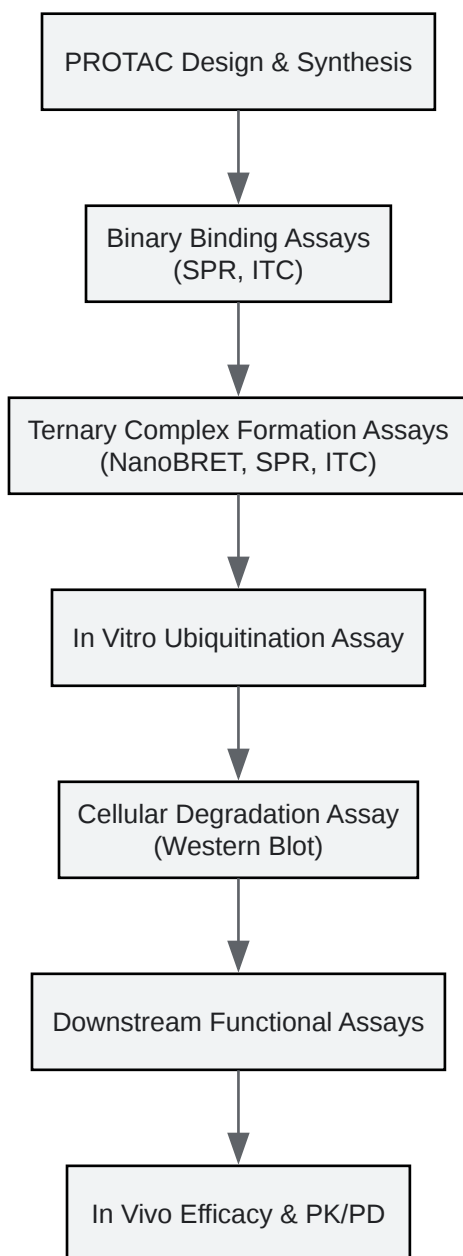 PROTAC Design & Synthesis
Binary Binding Assays
(SPR, ITC)
Ternary Complex Formation Assays
(NanoBRET, SPR, ITC)
In Vitro Ubiquitination Assay
Cellular Degradation Assay
(Western Blot)
Downstream Functional Assays
In Vivo Efficacy & PK/PD